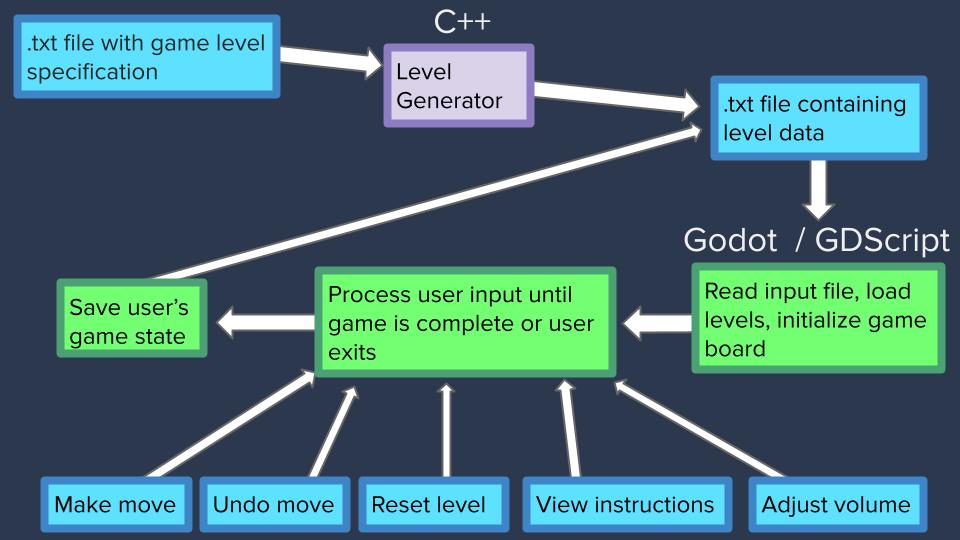 C++
.txt file with game level
specification
Level
Generator
.txt file containing
level data
Godot / GDScript
Save user’s
game state
Process user input until
game is complete or user
exits
Read input file, load
levels, initialize game
board
Make move
Undo move
Reset level
View instructions
Adjust volume